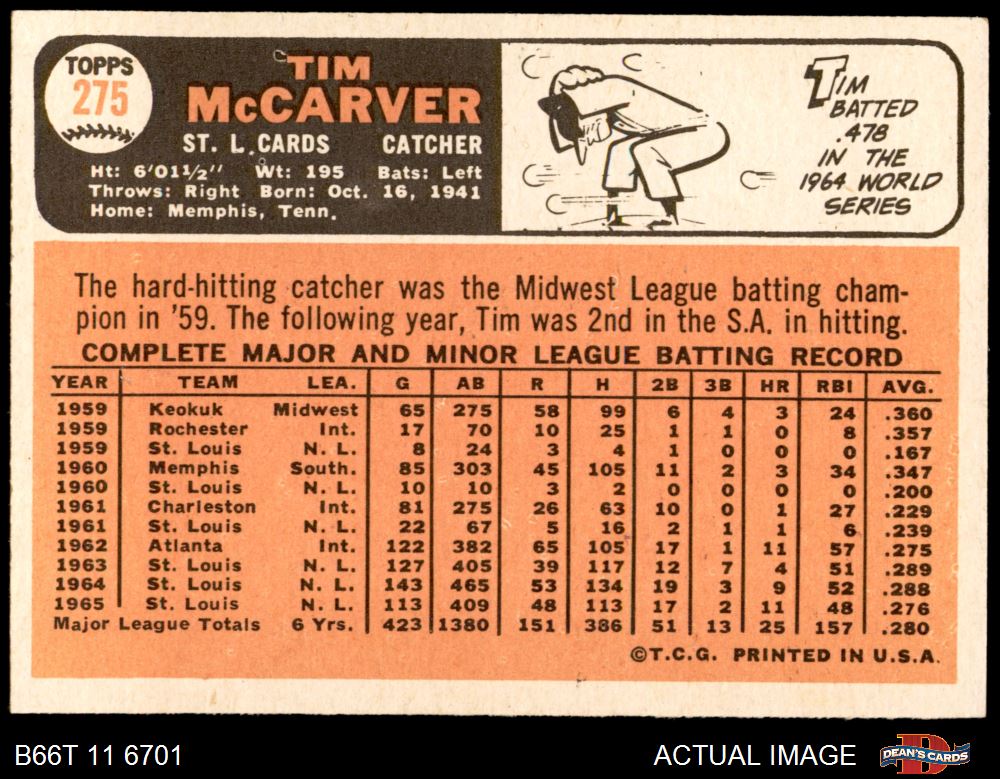 TOPPS
275
TIM
McCARVER
ST. L. CARDS CATCHER
Ht: 6'01½" Wt: 195 Bats: Left
Throws: Right Born: Oct. 16, 1941
Home: Memphis, Tenn.
TIM
BATTED
.478
IN THE
1964 WORLD
SERIES
The hard-hitting catcher was the Midwest League batting cham-
pion in '59. The following year, Tim was 2nd in the S.A. in hitting.
COMPLETE MAJOR AND MINOR LEAGUE BATTING RECORD
YEAR TEAM LEA. G AB R H 2B 3B HR RBI AVG.
1959 Keokuk Midwest 65 275 58 99 6 4 3 24 .360
1959 Rochester Int. 17 70 10 25 1 1 0 8 .357
1959 St. Louis N. L. 8 24 3 4 1 0 0 0 .167
1960 Memphis South. 85 303 45 105 11 2 3 34 .347
1960 St. Louis N. L. 10 10 3 2 0 0 0 0 .200
1961 Charleston Int. 81 275 26 63 10 0 1 27 .229
1961 St. Louis N. L. 22 67 5 16 2 1 1 6 .239
1962 Atlanta Int. 122 382 65 105 17 1 11 57 .275
1963 St. Louis N. L. 127 405 39 117 12 7 4 51 .289
1964 St. Louis N. L. 143 465 53 134 19 3 9 52 .288
1965 St. Louis N. L. 113 409 48 113 17 2 11 48 .276
Major League Totals 6 Yrs. 423 1380 151 386 51 13 25 157 .280
©T.C.G. PRINTED IN U.S.A.
B66T 11 6701
ACTUAL IMAGE
D
DEAN'S CARDS